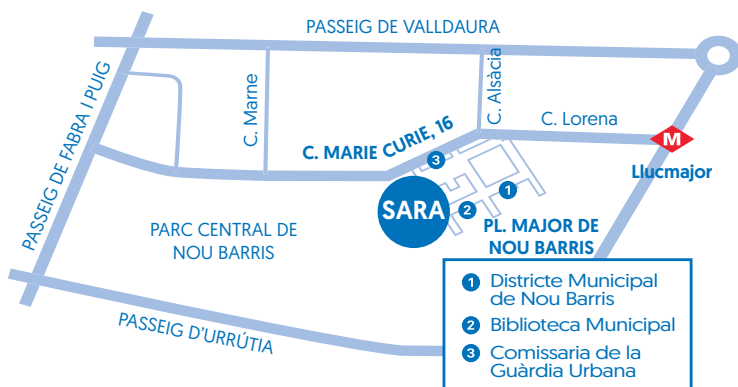 PASSEIG DE VALLDAURA
PASSEIG DE FABRA I PUIG
C. Marne
C. Alsàcia
C. Lorena
C. MARIE CURIE, 16
M
Llucmajor
3
1
2
SARA
PL. MAJOR DE
NOU BARRIS
PARC CENTRAL DE
NOU BARRIS
PASSEIG D'URRÚTIA
1 Districte Municipal
de Nou Barris
2 Biblioteca Municipal
3 Comissaria de la
Guàrdia Urbana